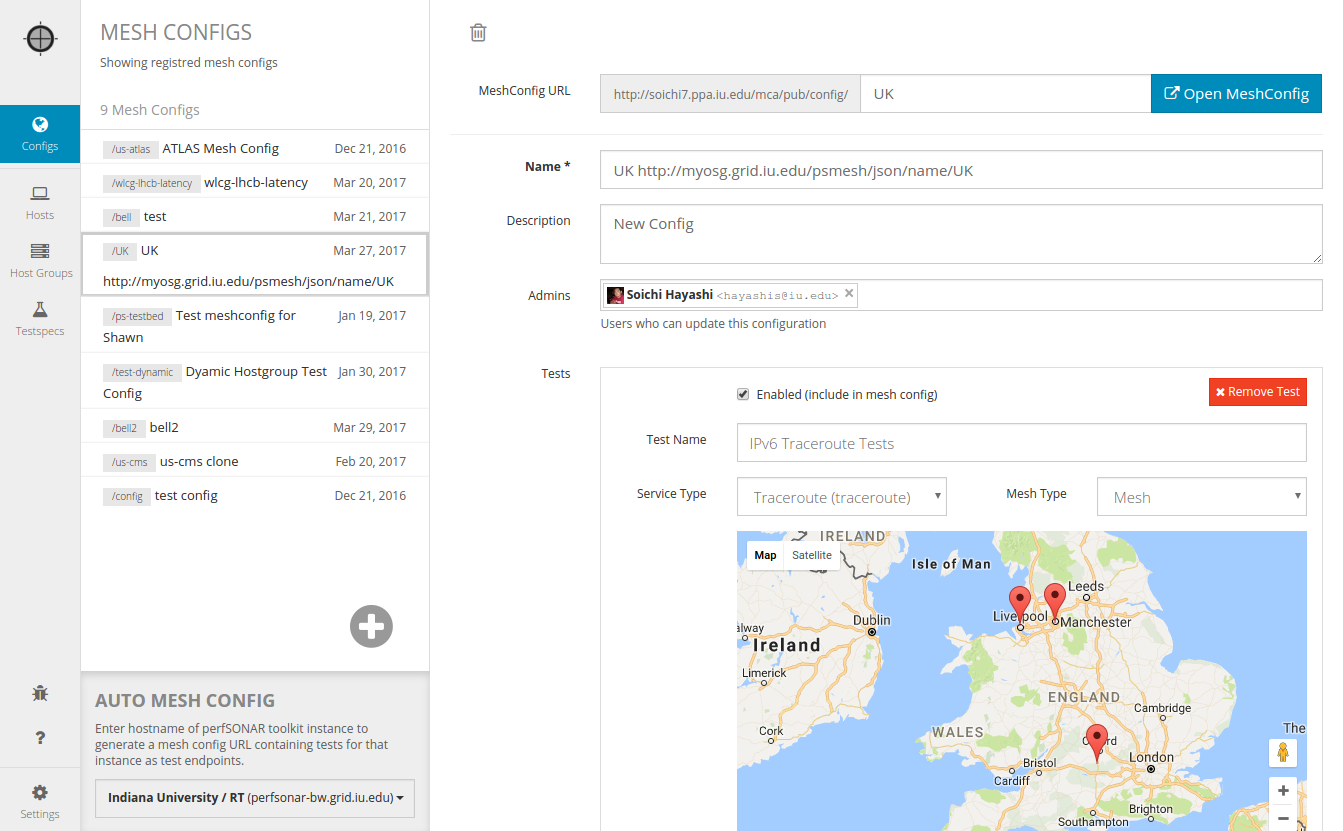 MESH CONFIGS
Showing registred mesh configs
9 Mesh Configs
Configs
Hosts
Host Groups
Testspecs
?
Settings
/us-atlas ATLAS Mesh Config Dec 21, 2016
/wlcg-lhcb-latency wlcg-lhcb-latency Mar 20, 2017
/bell test Mar 21, 2017
/UK UK Mar 27, 2017
http://myosg.grid.iu.edu/psmesh/json/name/UK
/ps-testbed Test meshconfig for Jan 19, 2017
Shawn
/test-dynamic Dyamic Hostgroup Test Jan 30, 2017
Config
/bell2 bell2 Mar 29, 2017
/us-cms us-cms clone Feb 20, 2017
/config test config Dec 21, 2016
AUTO MESH CONFIG
Enter hostname of perfSONAR toolkit instance to
generate a mesh config URL containing tests for that
instance as test endpoints.
Indiana University / RT (perfsonar-bw.grid.iu.edu)
MeshConfig URL http://soichi7.ppa.iu.edu/mca/pub/config/ UK Open MeshConfig
Name * UK http://myosg.grid.iu.edu/psmesh/json/name/UK
Description New Config
Admins Soichi Hayashi <hayashis@iu.edu> ×
Users who can update this configuration
Tests
Enabled (include in mesh config) Remove Test
Test Name IPv6 Traceroute Tests
Service Type Traceroute (traceroute) Mesh Type Mesh
Map Satellite
IRELAND
Isle of Man
Leeds
Liverpool
Manchester
Dublin
lway
Ireland
Limerick
ENGLAND
Cambridge
Cork
WALES
The
London
Bristol
Cardiff
Brighton
Southampton
+
−